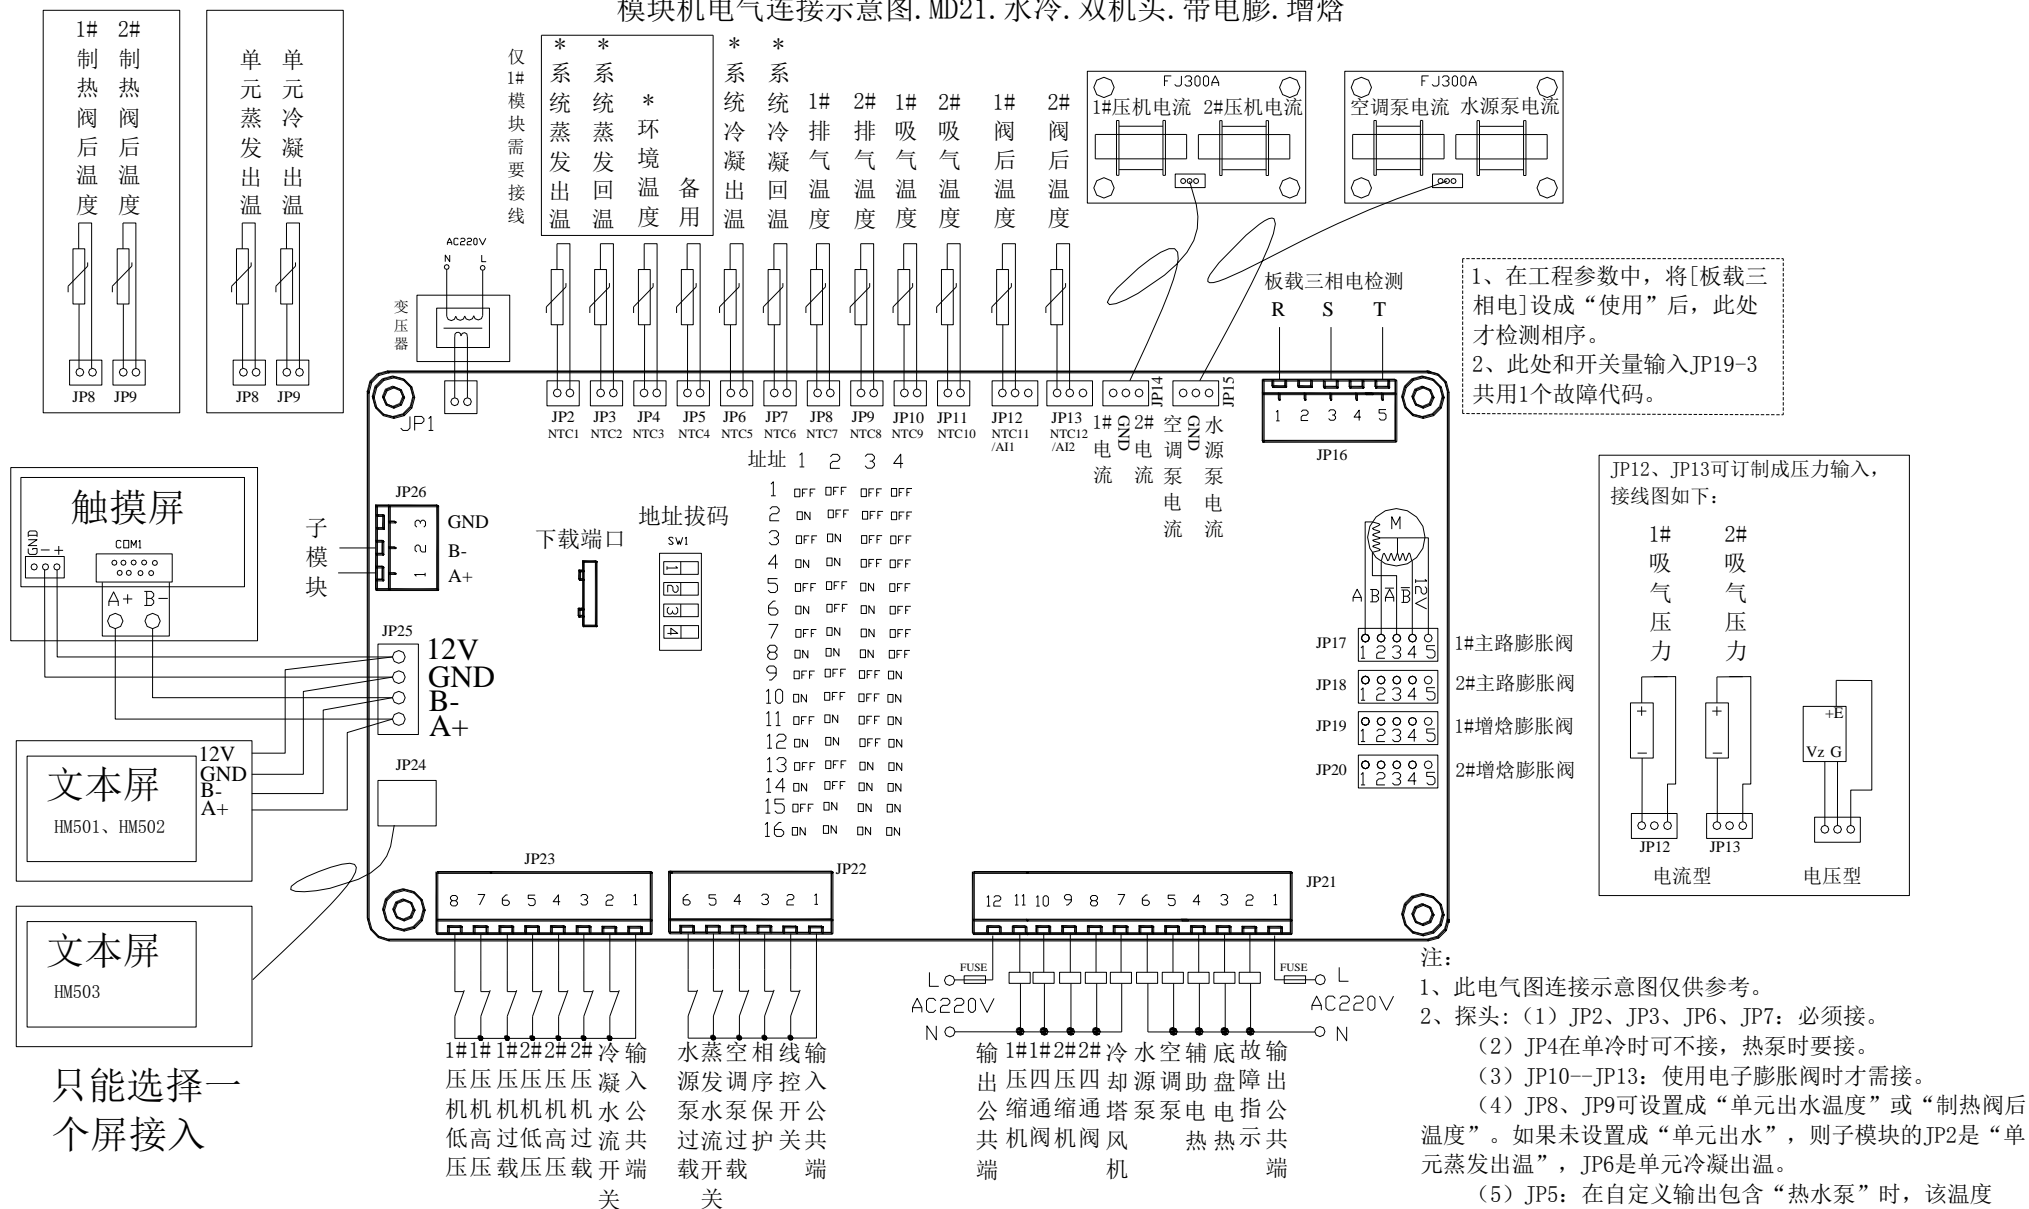 模块机电气连接示意图.MD21.水冷.双机头.带电膨.增焓
1#制热阀后温度
2#制热阀后温度
JP8
JP9
单元蒸发出温
单元冷凝出温
JP8
JP9
仅1#模块需要接线
*系统蒸发出温
*系统蒸发回温
*环境温度
备用
*系统冷凝出温
*系统冷凝回温
1#排气温度
2#排气温度
1#吸气温度
2#吸气温度
1#阀后温度
2#阀后温度
FJ300A
1#压机电流 2#压机电流
FJ300A
空调泵电流 水源泵电流
AC220V
N L
变压器
板载三相电检测
R S T
1、在工程参数中，将[板载三
相电]设成“使用”后，此处
才检测相序。
2、此处和开关量输入JP19-3
共用1个故障代码。
JP1
JP2 JP3 JP4 JP5 JP6 JP7 JP8 JP9 JP10 JP11 JP12 JP13
NTC1 NTC2 NTC3 NTC4 NTC5 NTC6 NTC7 NTC8 NTC9 NTC10 NTC11 NTC12
/AI1 /AI2
JP14
JP15
1#电流
GND
2#电流
空调泵电流
GND
水源泵电流
1 2 3 4 5
JP16
址址 1 2 3 4
1 OFF OFF OFF OFF
2 ON OFF OFF OFF
3 OFF ON OFF OFF
4 ON ON OFF OFF
5 OFF OFF ON OFF
6 ON OFF ON OFF
7 OFF ON ON OFF
8 ON ON ON OFF
9 OFF OFF OFF ON
10 ON OFF OFF ON
11 OFF ON OFF ON
12 ON ON OFF ON
13 OFF OFF ON ON
14 ON OFF ON ON
15 OFF ON ON ON
16 ON ON ON ON
地址拔码
SW1
1
2
3
4
下载端口
子模块
JP26
3 GND
2 B-
1 A+
触摸屏
GND
-
+
COM1
A+ B-
JP25
12V
GND
B-
A+
文本屏
HM501、HM502
12V
GND
B-
A+
JP24
文本屏
HM503
只能选择一
个屏接入
M
A B A B 12V
JP17 1 2 3 4 5 1#主路膨胀阀
JP18 1 2 3 4 5 2#主路膨胀阀
JP19 1 2 3 4 5 1#增焓膨胀阀
JP20 1 2 3 4 5 2#增焓膨胀阀
JP12、JP13可订制成压力输入，
接线图如下：
1#吸气压力
2#吸气压力
+
-
+
-
+E
Vz G
JP12 JP13
电流型 电压型
JP23
8 7 6 5 4 3 2 1
1#压机低压
1#压机高压
1#压机过载
2#压机低压
2#压机高压
2#压机过载
冷凝水流开关
输入公共端
JP22
6 5 4 3 2 1
水源泵过载
蒸发水流开关
空调泵过载
相序保护
线控开关
输入公共端
JP21
12 11 10 9 8 7 6 5 4 3 2 1
L FUSE
AC220V
N
FUSE L
AC220V
N
输出公共端
1#压缩机
1#四通阀
2#压缩机
2#四通阀
冷却塔风机
水源泵
空调泵
辅助电热
底盘电热
故障指示
输出公共端
注：
1、此电气图连接示意图仅供参考。
2、探头:（1）JP2、JP3、JP6、JP7：必须接。
（2）JP4在单冷时可不接，热泵时要接。
（3）JP10--JP13：使用电子膨胀阀时才需接。
（4）JP8、JP9可设置成“单元出水温度”或“制热阀后
温度”。如果未设置成“单元出水”，则子模块的JP2是“单
元蒸发出温”，JP6是单元冷凝出温。
（5）JP5：在自定义输出包含“热水泵”时，该温度